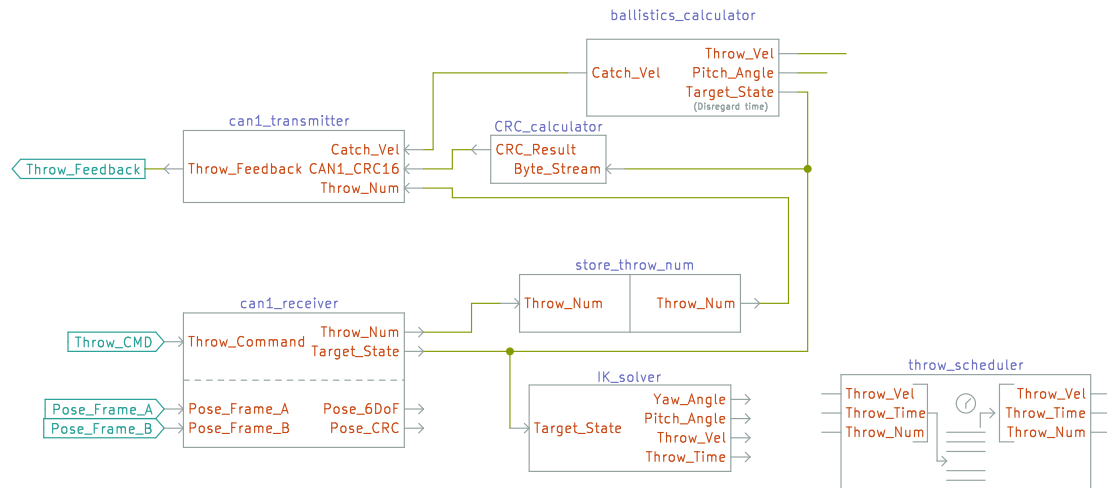 ballistics_calculator
Throw_Vel
Catch_Vel
Pitch_Angle
Target_State
(Disregard time)
can1_transmitter
Catch_Vel
Throw_Feedback
Throw_Feedback
CAN1_CRC16
Throw_Num
CRC_calculator
CRC_Result
Byte_Stream
store_throw_num
Throw_Num
Throw_Num
can1_receiver
Throw_CMD
Throw_Command
Throw_Num
Target_State
Pose_Frame_A
Pose_Frame_A
Pose_6DoF
Pose_Frame_B
Pose_Frame_B
Pose_CRC
IK_solver
Yaw_Angle
Pitch_Angle
Target_State
Throw_Vel
Throw_Time
throw_scheduler
Throw_Vel
Throw_Vel
Throw_Time
Throw_Time
Throw_Num
Throw_Num